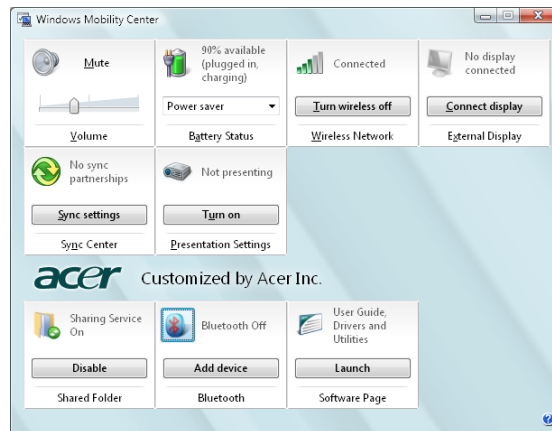 Windows Mobility Center
Mute
Volume
90% available
(plugged in,
charging)
Power saver
Battery Status
Connected
Turn wireless off
Wireless Network
No display
connected
Connect display
External Display
No sync
partnerships
Sync settings
Sync Center
Not presenting
Turn on
Presentation Settings
acer Customized by Acer Inc.
Sharing Service
On
Disable
Shared Folder
Bluetooth Off
Add device
Bluetooth
User Guide,
Drivers and
Utilities
Launch
Software Page